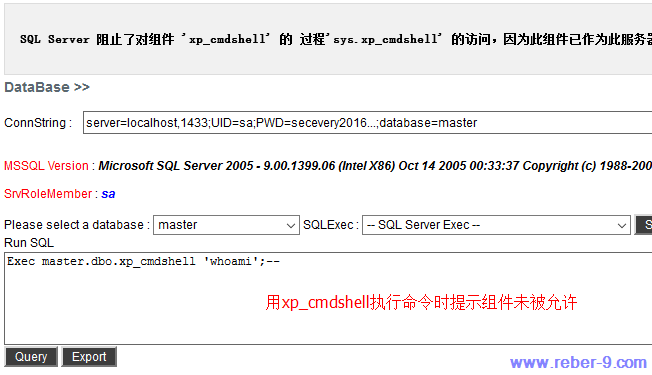 SQL Server 阻止了对组件 'xp_cmdshell' 的 过程'sys.xp_cmdshell' 的访问，因为此组件已作为此服务器
DataBase >>
ConnString : server=localhost,1433;UID=sa;PWD=secevery2016...;database=master
MSSQL Version : Microsoft SQL Server 2005 - 9.00.1399.06 (Intel X86) Oct 14 2005 00:33:37 Copyright (c) 1988-200
SrvRoleMember : sa
Please select a database : master SQLExec : -- SQL Server Exec -- S
Run SQL
Exec master.dbo.xp_cmdshell 'whoami';--
用xp_cmdshell执行命令时提示组件未被允许
Query Export
www.reber-9.com